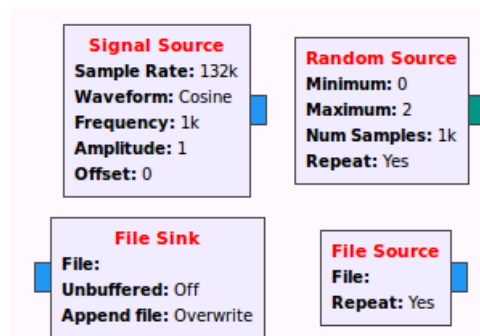 Signal Source
Sample Rate: 132k
Waveform: Cosine
Frequency: 1k
Amplitude: 1
Offset: 0
Random Source
Minimum: 0
Maximum: 2
Num Samples: 1k
Repeat: Yes
File Sink
File:
Unbuffered: Off
Append file: Overwrite
File Source
File:
Repeat: Yes